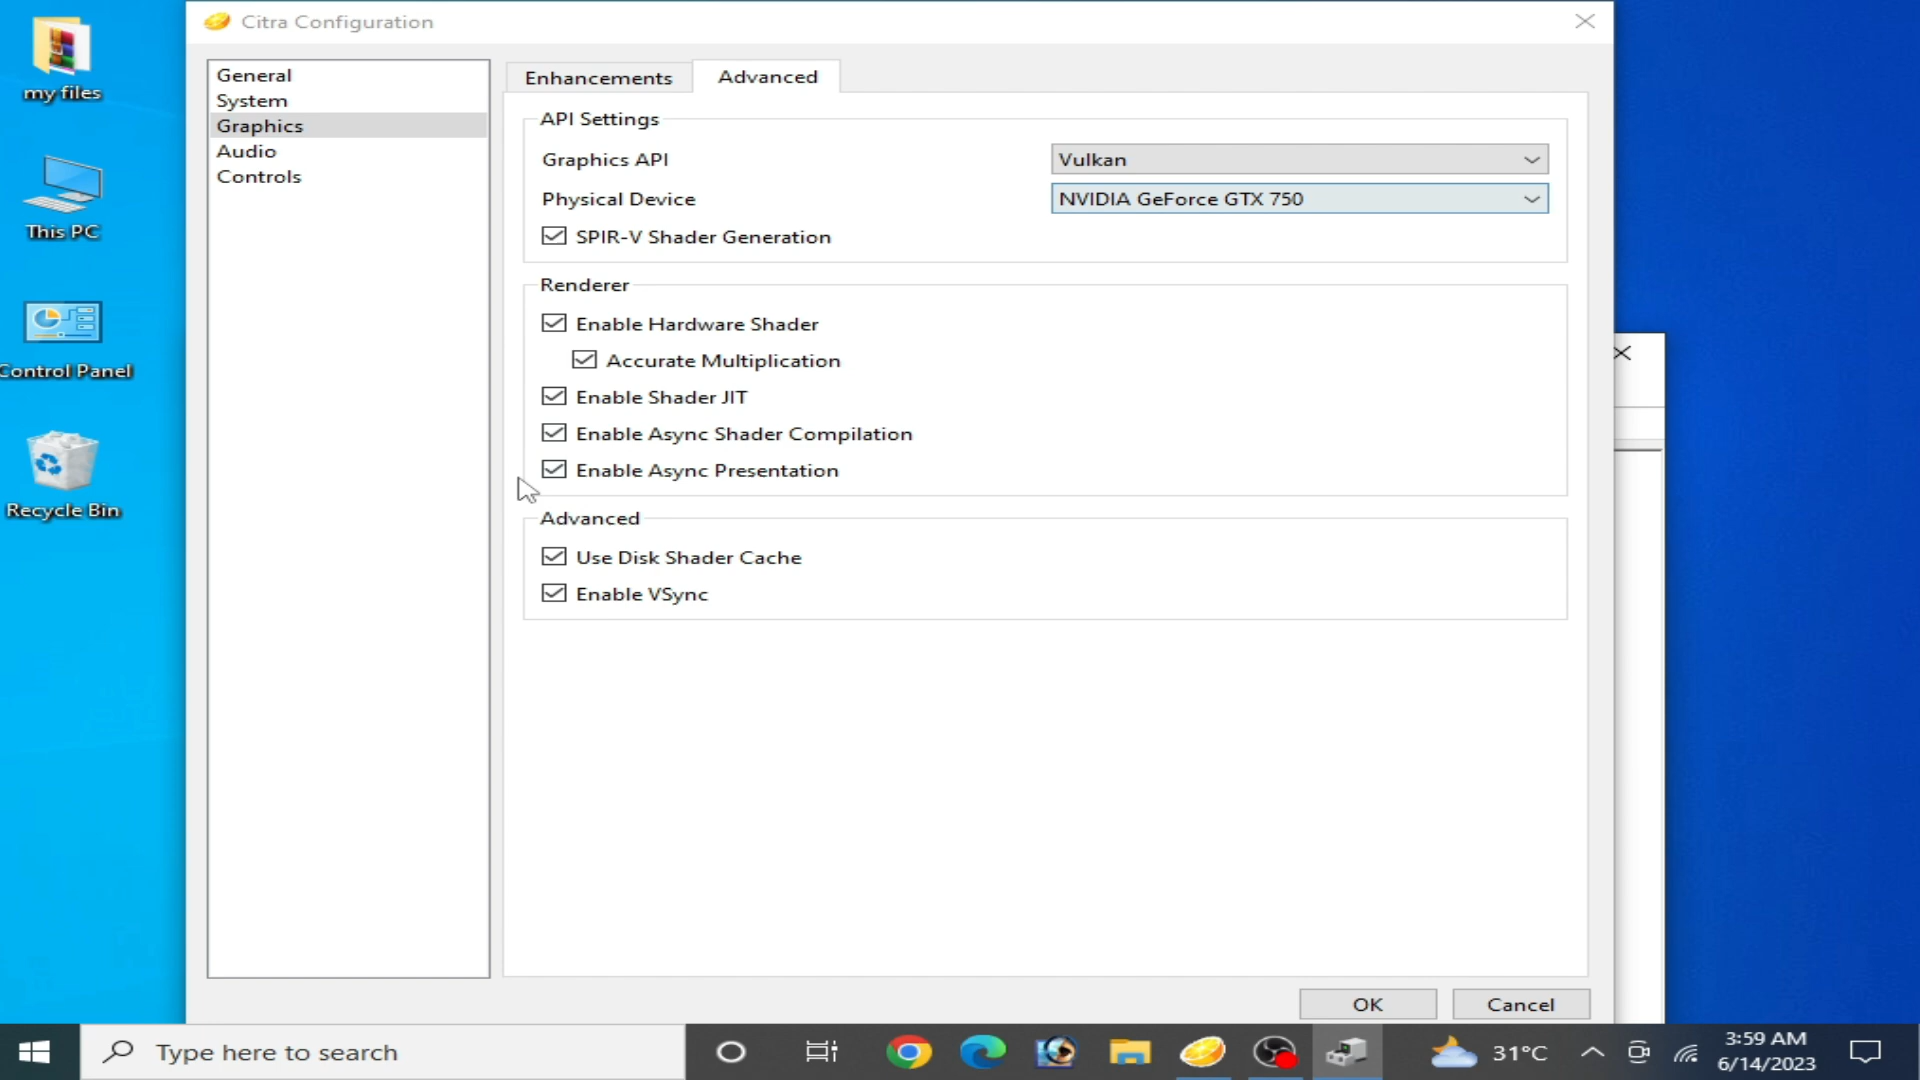 my files
This PC
Control Panel
Recycle Bin
Citra Configuration
General
System
Graphics
Audio
Controls
Enhancements
Advanced
API Settings
Graphics API
Vulkan
Physical Device
NVIDIA GeForce GTX 750
SPIR-V Shader Generation
Renderer
Enable Hardware Shader
Accurate Multiplication
Enable Shader JIT
Enable Async Shader Compilation
Enable Async Presentation
Advanced
Use Disk Shader Cache
Enable VSync
OK
Cancel
Type here to search
31°C
3:59 AM
6/14/2023